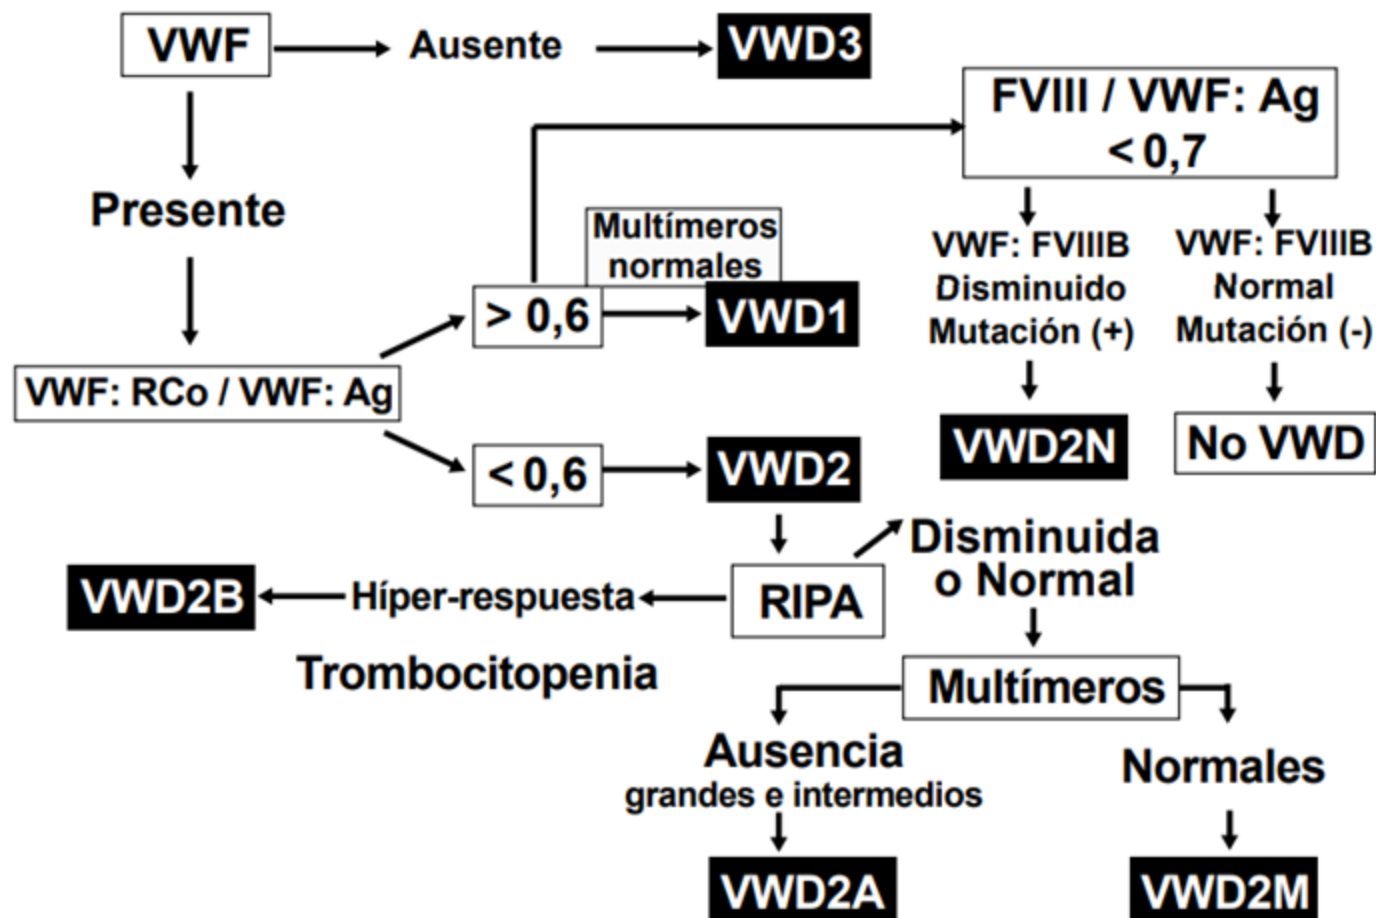 VWF
Ausente
VWD3
FVIII / VWF: Ag
< 0,7
Presente
Multímeros
normales
> 0,6
VWD1
VWF: FVIIIB
Disminuido
Mutación (+)
VWF: FVIIIB
Normal
Mutación (-)
VWF: RCo / VWF: Ag
< 0,6
VWD2
VWD2N
No VWD
Disminuida
o Normal
RIPA
Híper-respuesta
VWD2B
Trombocitopenia
Multímeros
Ausencia
grandes e intermedios
Normales
VWD2A
VWD2M